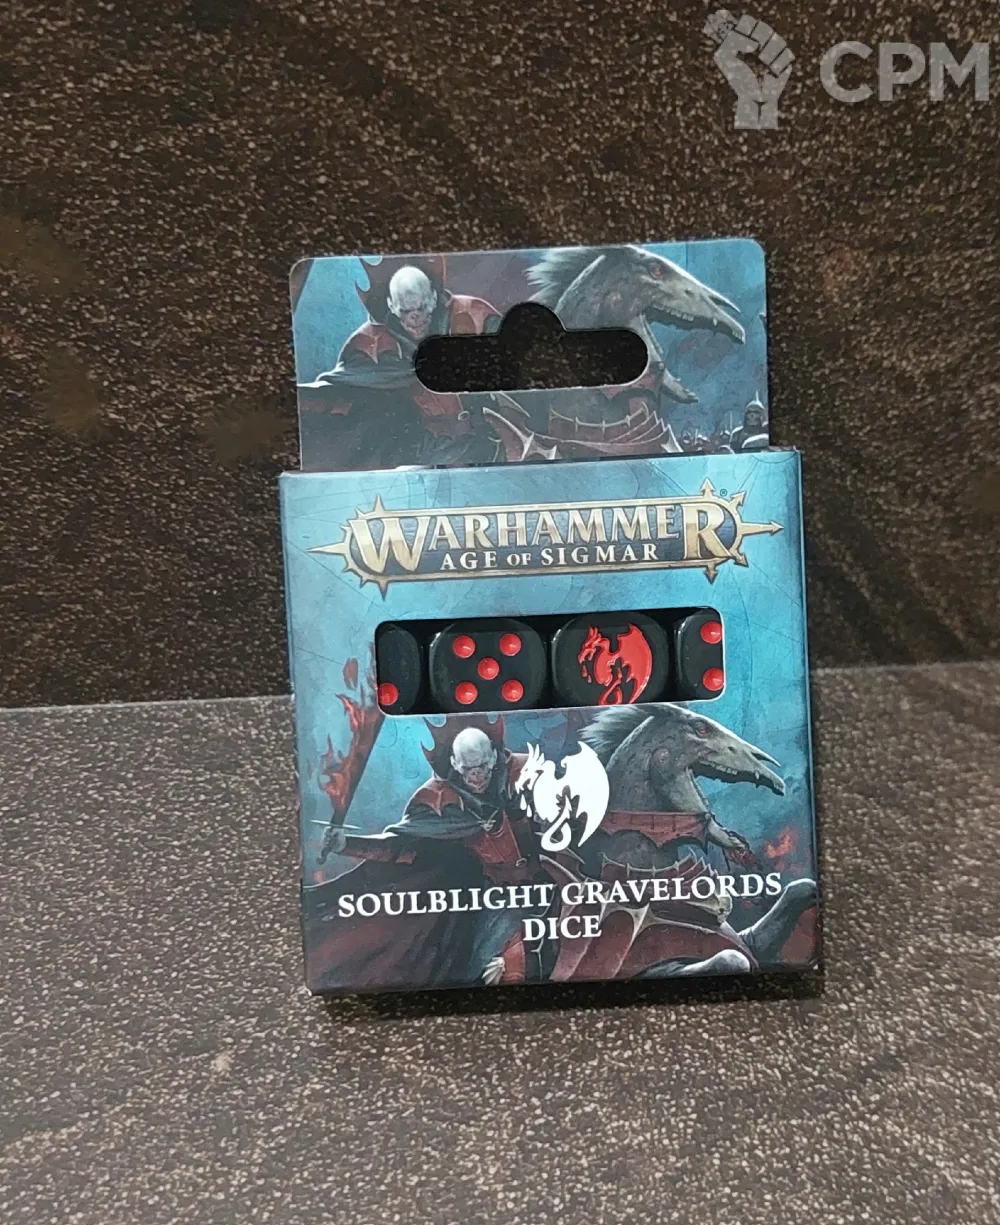 CPM
WARHAMMER®
AGE OF SIGMAR
SOULBLIGHT GRAVELORDS
DICE